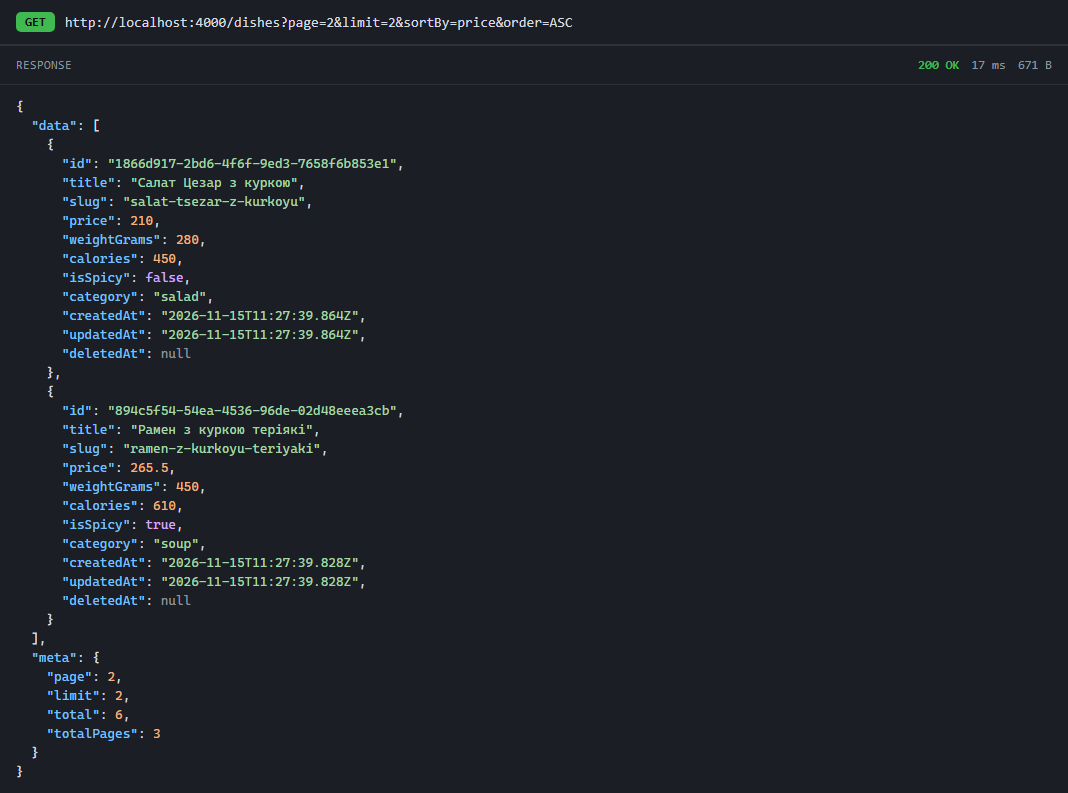 GET http://localhost:4000/dishes?page=2&limit=2&sortBy=price&order=ASC
RESPONSE 200 OK 17 ms 671 B
{
  "data": [
    {
      "id": "1866d917-2bd6-4f6f-9ed3-7658f6b853e1",
      "title": "Салат Цезар з куркою",
      "slug": "salat-tsezar-z-kurkoyu",
      "price": 210,
      "weightGrams": 280,
      "calories": 450,
      "isSpicy": false,
      "category": "salad",
      "createdAt": "2026-11-15T11:27:39.864Z",
      "updatedAt": "2026-11-15T11:27:39.864Z",
      "deletedAt": null
    },
    {
      "id": "894c5f54-54ea-4536-96de-02d48eeea3cb",
      "title": "Рамен з куркою теріякі",
      "slug": "ramen-z-kurkoyu-teriyaki",
      "price": 265.5,
      "weightGrams": 450,
      "calories": 610,
      "isSpicy": true,
      "category": "soup",
      "createdAt": "2026-11-15T11:27:39.828Z",
      "updatedAt": "2026-11-15T11:27:39.828Z",
      "deletedAt": null
    }
  ],
  "meta": {
    "page": 2,
    "limit": 2,
    "total": 6,
    "totalPages": 3
  }
}